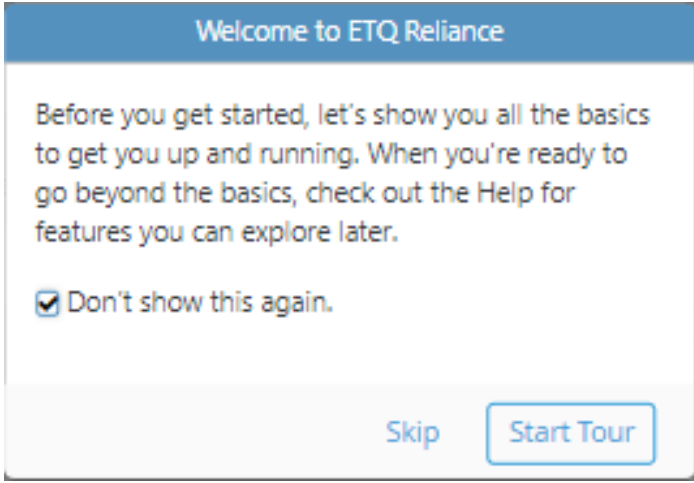 Welcome to ETQ Reliance
Before you get started, let's show you all the basics
to get you up and running. When you're ready to
go beyond the basics, check out the Help for
features you can explore later.
Don't show this again.
Skip
Start Tour